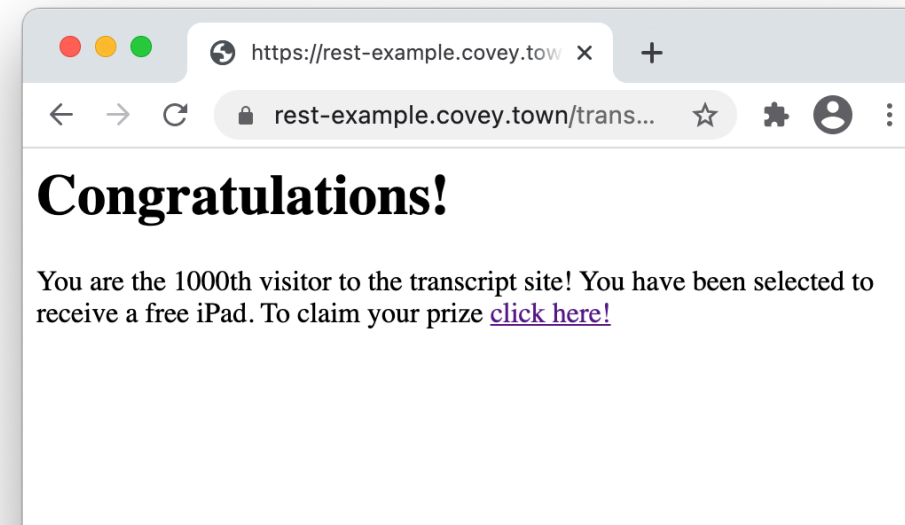 https://rest-example.covey.tow
rest-example.covey.town/trans...
Congratulations!
You are the 1000th visitor to the transcript site! You have been selected to
receive a free iPad. To claim your prize click here!